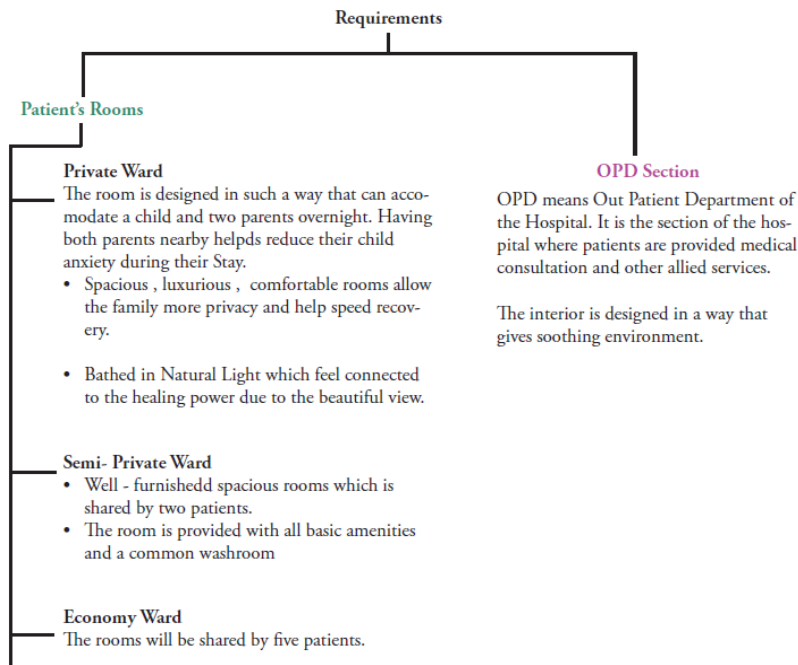 Requirements
Patient's Rooms
Private Ward
The room is designed in such a way that can acco-
modate a child and two parents overnight. Having
both parents nearby helpds reduce their child
anxiety during their Stay.
• Spacious , luxurious , comfortable rooms allow
the family more privacy and help speed recov-
ery.
• Bathed in Natural Light which feel connected
to the healing power due to the beautiful view.
Semi- Private Ward
• Well - furnishedd spacious rooms which is
shared by two patients.
• The room is provided with all basic amenities
and a common washroom
Economy Ward
The rooms will be shared by five patients.
OPD Section
OPD means Out Patient Department of
the Hospital. It is the section of the hos-
pital where patients are provided medical
consultation and other allied services.
The interior is designed in a way that
gives soothing environment.